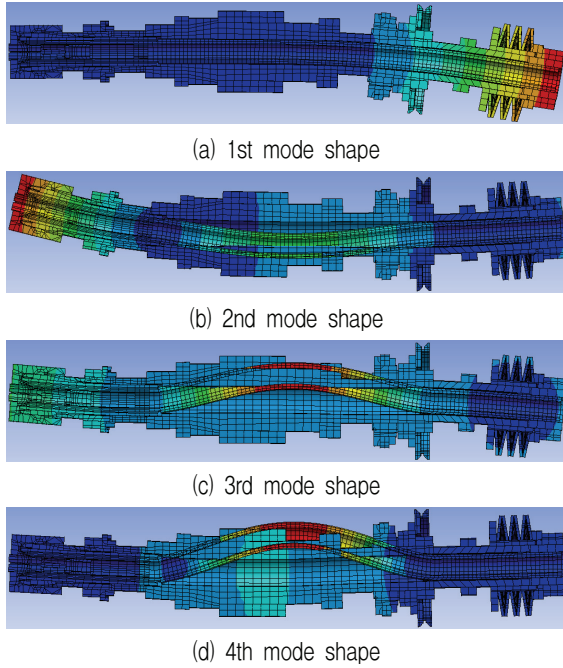 (a) 1st mode shape
(b) 2nd mode shape
(c) 3rd mode shape
(d) 4th mode shape